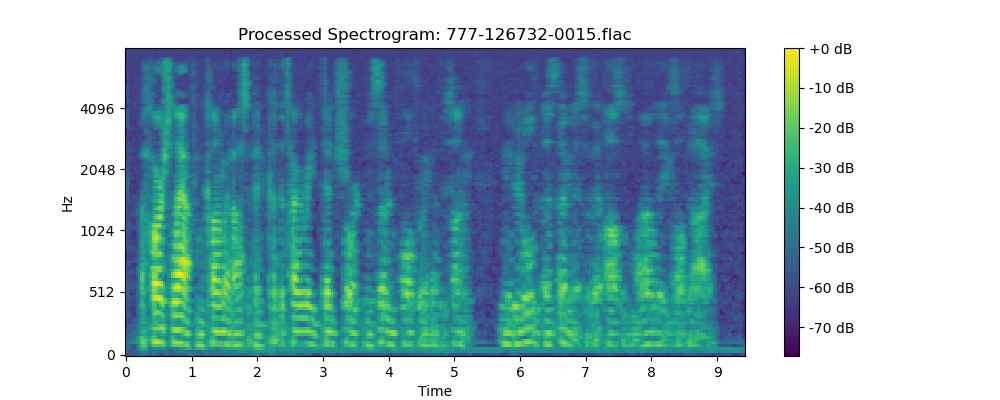 Processed Spectrogram: 777-126732-0015.flac
Hz
4096
2048
1024
512
0
0 1 2 3 4 5 6 7 8 9
Time
+0 dB
-10 dB
-20 dB
-30 dB
-40 dB
-50 dB
-60 dB
-70 dB